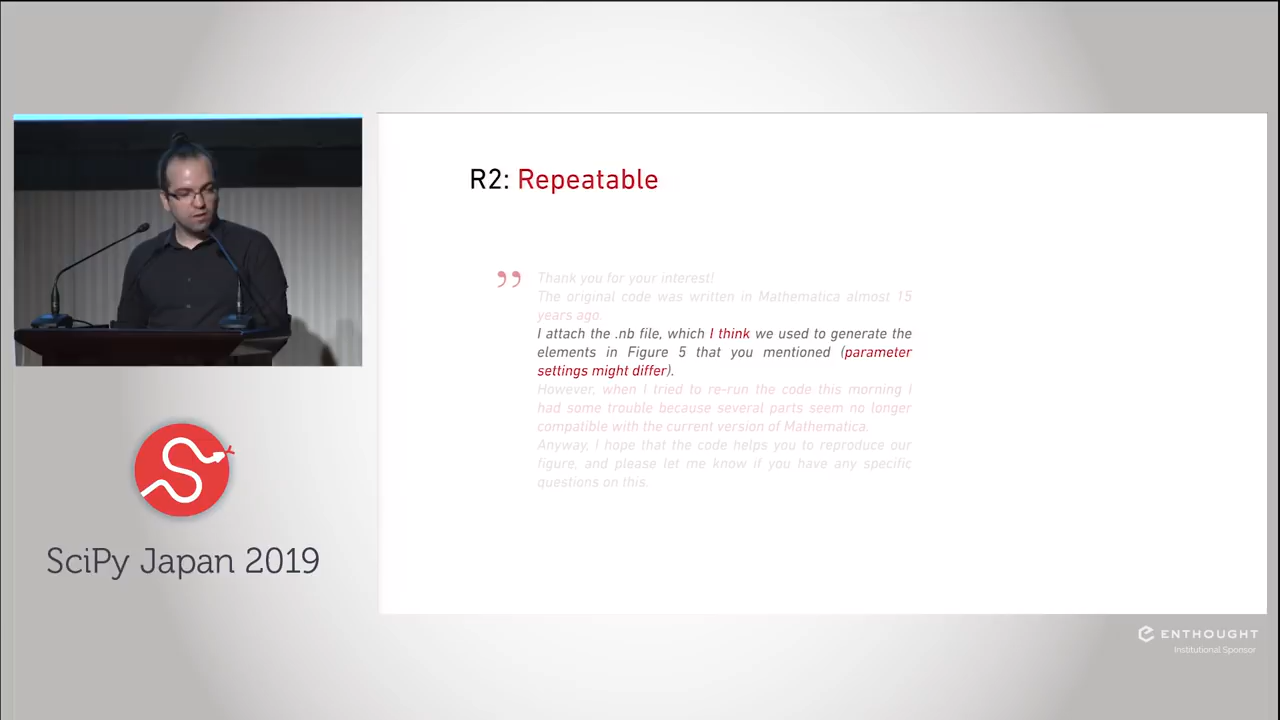 R2: Repeatable
Thank you for your interest!
The original code was written in Mathematica almost 15
years ago.
I attach the .nb file, which I think we used to generate the
elements in Figure 5 that you mentioned (parameter
settings might differ).
However, when I tried to re-run the code this morning I
had some trouble because several parts seem no longer
compatible with the current version of Mathematica.
Anyway, I hope that the code helps you to reproduce our
figure, and please let me know if you have any specific
questions on this.
SciPy Japan 2019
ENTHOUGHT
Institutional Sponsor